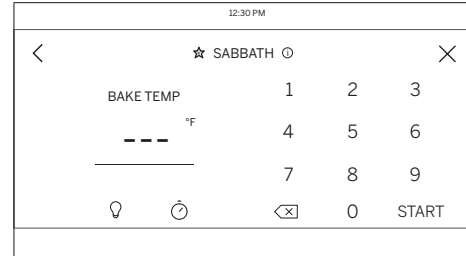 12:30 PM
SABBATH
BAKE TEMP
°F
1 2 3
4 5 6
7 8 9
0 START